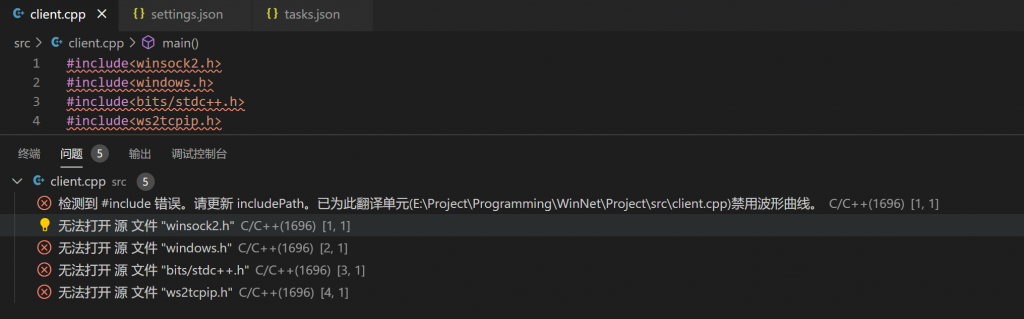 client.cpp settings.json tasks.json
src > client.cpp > main()
1 #include<winsock2.h>
2 #include<windows.h>
3 #include<bits/stdc++.h>
4 #include<ws2tcpip.h>
终端 问题 5 输出 调试控制台
client.cpp src 5
检测到 #include 错误。请更新 includePath。已为此翻译单元(E:\Project\Programming\WinNet\Project\src\client.cpp)禁用波形曲线。 C/C++(1696) [1, 1]
无法打开 源 文件 "winsock2.h" C/C++(1696) [1, 1]
无法打开 源 文件 "windows.h" C/C++(1696) [2, 1]
无法打开 源 文件 "bits/stdc++.h" C/C++(1696) [3, 1]
无法打开 源 文件 "ws2tcpip.h" C/C++(1696) [4, 1]